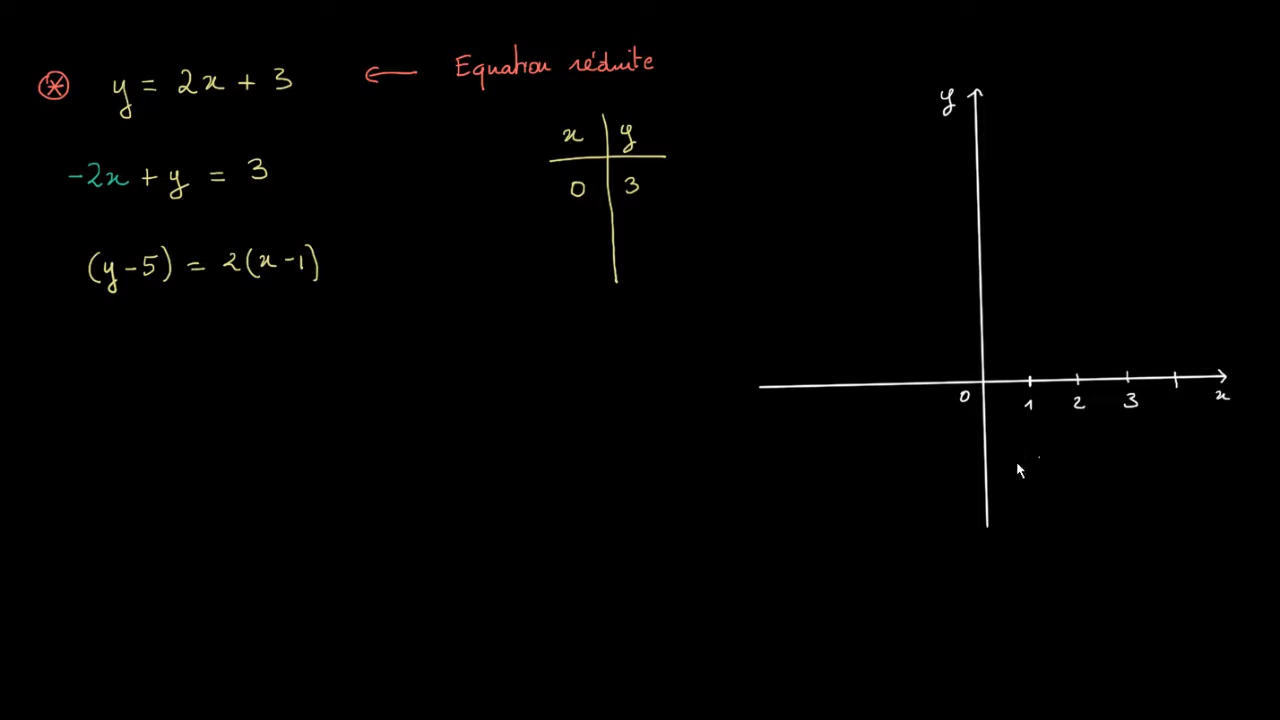 ⊛ y = 2x + 3 ← Equation réduite
x | y
0 | 3
-2x + y = 3
(y-5) = 2(x-1)
y
0 1 2 3 x